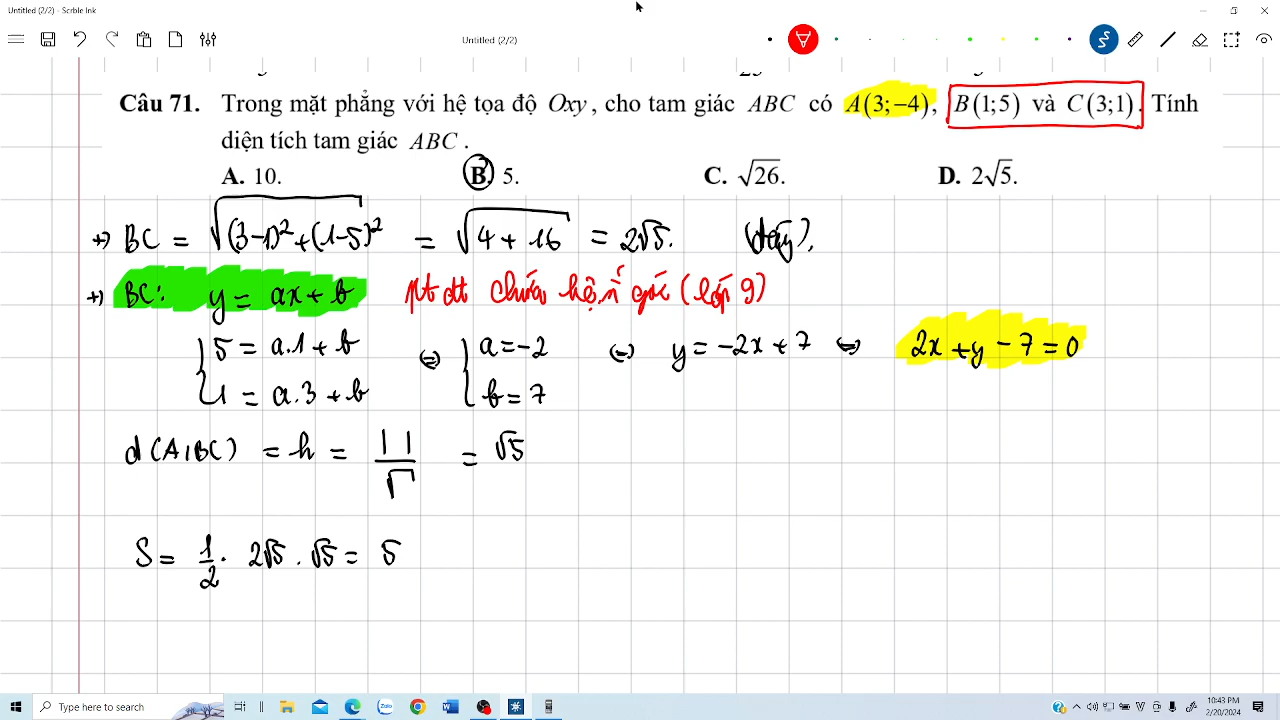 Untitled (2/2) - Scrble Ink
Untitled (2/2)
Câu 71. Trong mặt phẳng với hệ tọa độ Oxy, cho tam giác ABC có A(3;−4), B(1;5) và C(3;1). Tính
diện tích tam giác ABC.
A. 10. B. 5. C. √26. D. 2√5.
+) BC = √((3-1)²+(1-5)²) = √(4+16) = 2√5. (đáy).
+) BC: y = ax+b pt đt chứa hệ số góc (lớp 9)
{ 5 = a.1+b ⇔ { a=-2 ⇔ y=-2x+7 ⇔ 2x+y-7=0
1 = a.3+b b=7
d(A,BC) = h = | | / √ = √5
S = 1/2 . 2√5 . √5 = 5
Type here to search
10:43 PM
2/20/2024